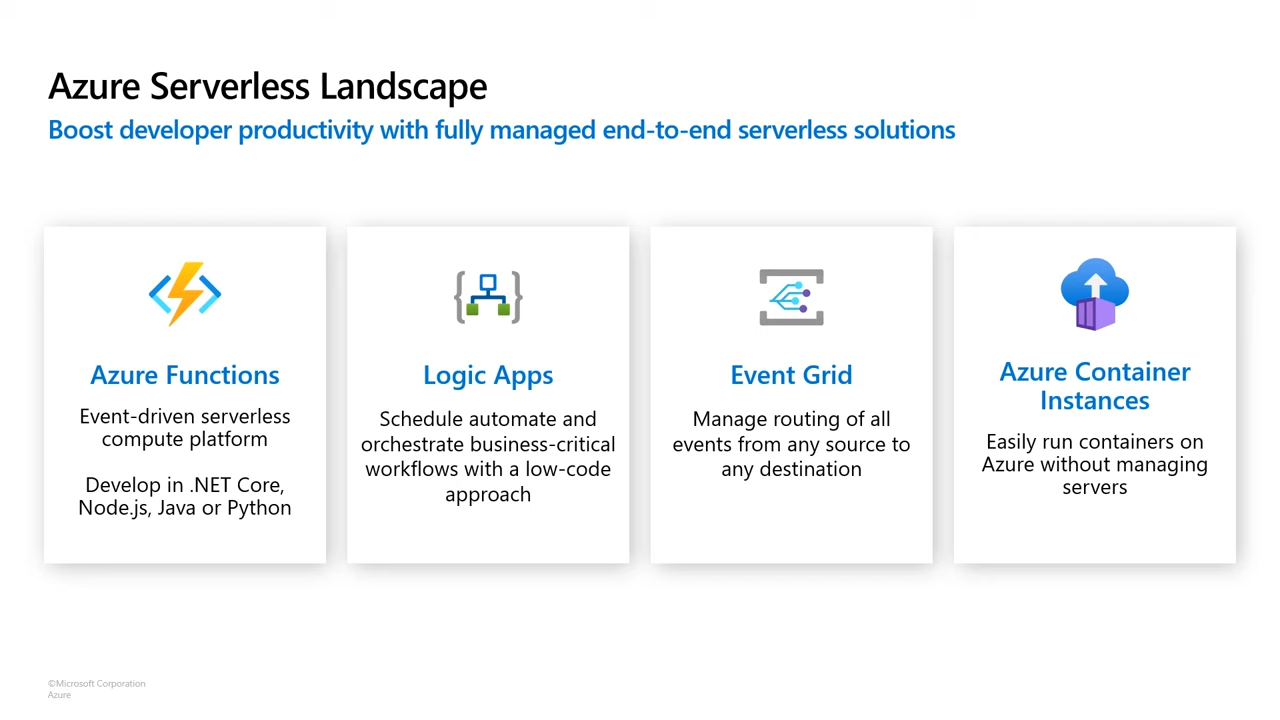 Azure Serverless Landscape
Boost developer productivity with fully managed end-to-end serverless solutions
Azure Functions
Event-driven serverless
compute platform
Develop in .NET Core,
Node.js, Java or Python
Logic Apps
Schedule automate and
orchestrate business-critical
workflows with a low-code
approach
Event Grid
Manage routing of all
events from any source to
any destination
Azure Container
Instances
Easily run containers on
Azure without managing
servers
©Microsoft Corporation
Azure